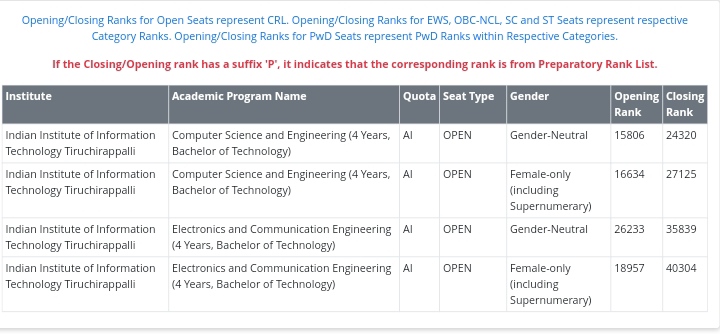 Opening/Closing Ranks for Open Seats represent CRL. Opening/Closing Ranks for EWS, OBC-NCL, SC and ST Seats represent respective
Category Ranks. Opening/Closing Ranks for PwD Seats represent PwD Ranks within Respective Categories.
If the Closing/Opening rank has a suffix 'P', it indicates that the corresponding rank is from Preparatory Rank List.
Institute Academic Program Name Quota Seat Type Gender Opening Closing
Rank Rank
Indian Institute of Information Computer Science and Engineering (4 Years, AI OPEN Gender-Neutral 15806 24320
Technology Tiruchirappalli Bachelor of Technology)
Indian Institute of Information Computer Science and Engineering (4 Years, AI OPEN Female-only 16634 27125
Technology Tiruchirappalli Bachelor of Technology) (including
Supernumerary)
Indian Institute of Information Electronics and Communication Engineering AI OPEN Gender-Neutral 26233 35839
Technology Tiruchirappalli (4 Years, Bachelor of Technology)
Indian Institute of Information Electronics and Communication Engineering AI OPEN Female-only 18957 40304
Technology Tiruchirappalli (4 Years, Bachelor of Technology) (including
Supernumerary)